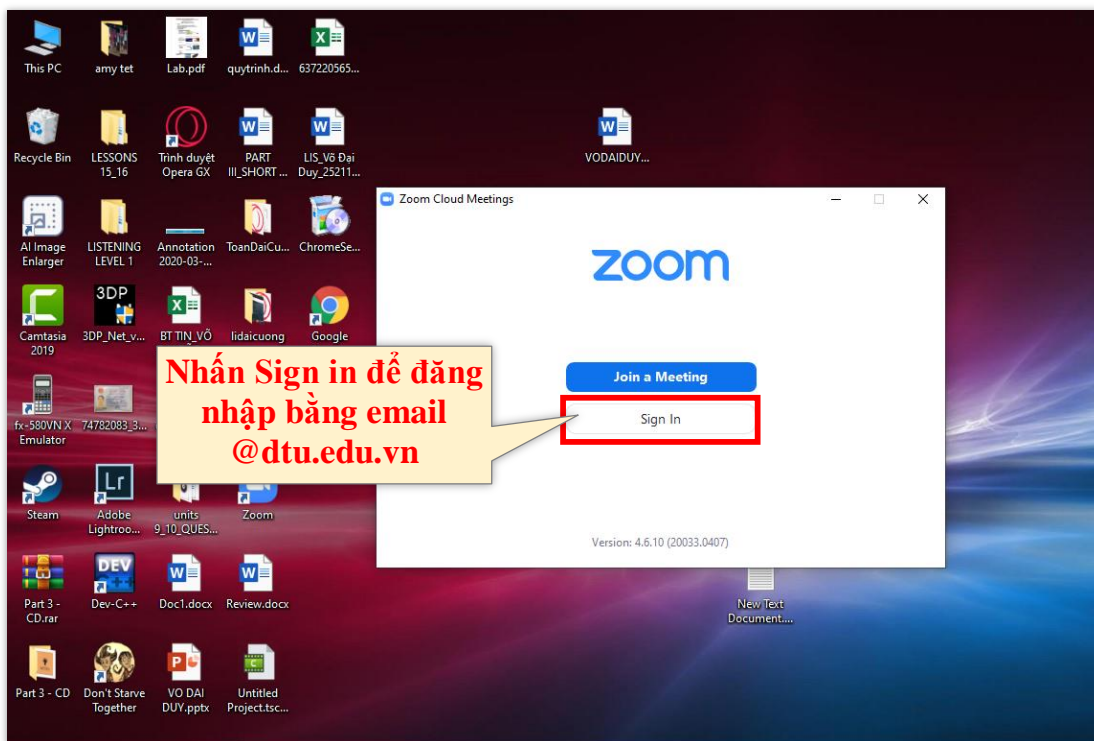 This PC
amy tet
Lab.pdf
quytrinh.d...
637220565...
Recycle Bin
LESSONS
15_16
Trình duyệt
Opera GX
PART
III_SHORT ...
LIS_Võ Đại
Duy_25211...
VODAIDUY...
AI Image
Enlarger
LISTENING
LEVEL 1
Annotation
2020-03-...
ToanDaiCu...
ChromeSe...
Zoom Cloud Meetings
zoom
Join a Meeting
Sign In
Version: 4.6.10 (20033.0407)
Camtasia
2019
3DP
3DP_Net_v...
BT TIN_VÕ
lidaicuong
Google
Nhấn Sign in để đăng
nhập bằng email
@dtu.edu.vn
fx-580VN X
Emulator
74782083_3...
Steam
Lr
Adobe
Lightroo...
units
9_10_QUES...
Zoom
Part 3 -
CD.rar
DEV
C++
Dev-C++
Doc1.docx
Review.docx
New Text
Document....
Part 3 - CD
Don't Starve
Together
VO DAI
DUY.pptx
Untitled
Project.tsc...